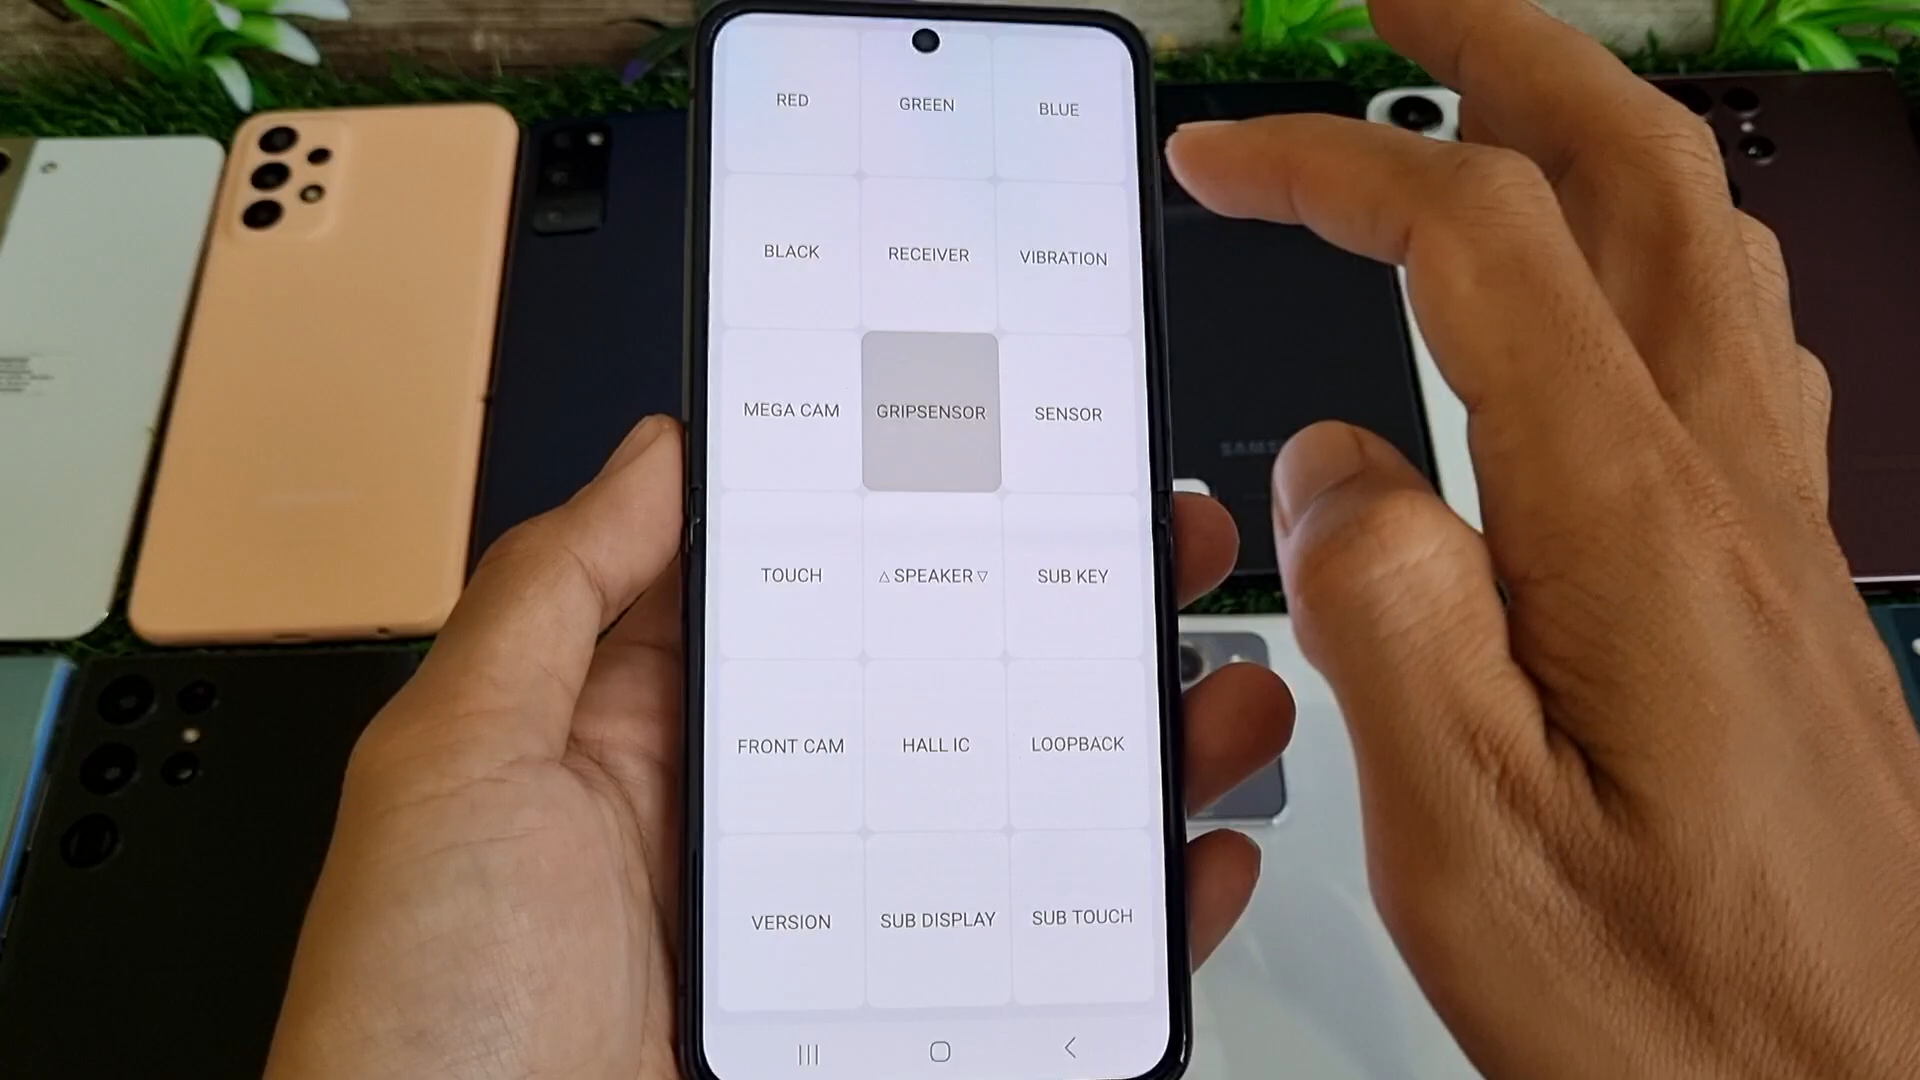 RED GREEN BLUE
BLACK RECEIVER VIBRATION
MEGA CAM GRIPSENSOR SENSOR
TOUCH △ SPEAKER ▽ SUB KEY
FRONT CAM HALL IC LOOPBACK
VERSION SUB DISPLAY SUB TOUCH